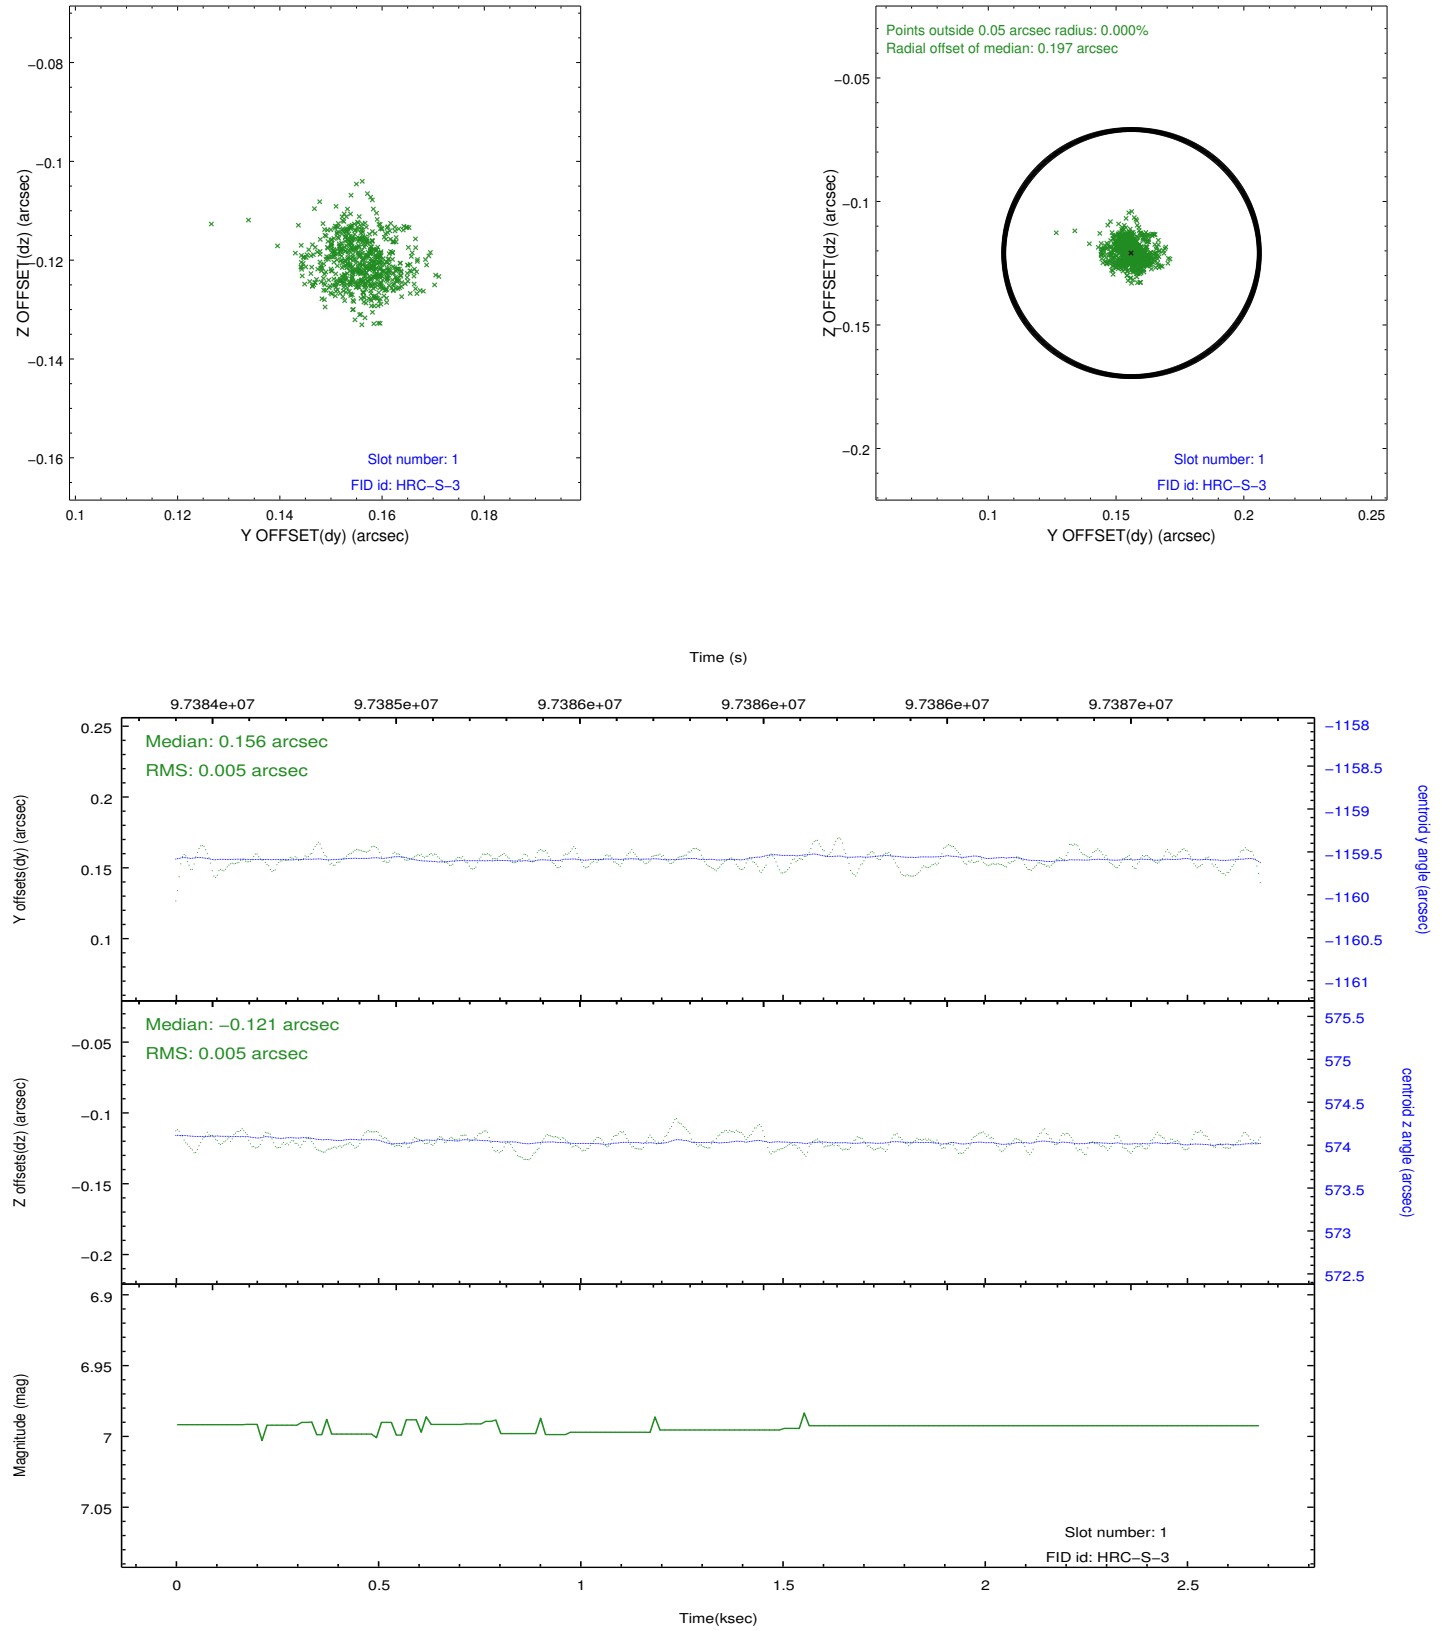 −0.08
−0.1
−0.12
−0.14
−0.16
Z OFFSET(dz) (arcsec)
Slot number: 1
FID id: HRC−S−3
0.1 0.12 0.14 0.16 0.18
Y OFFSET(dy) (arcsec)
Points outside 0.05 arcsec radius: 0.000%
Radial offset of median: 0.197 arcsec
−0.05
−0.1
−0.15
−0.2
Z OFFSET(dz) (arcsec)
Slot number: 1
FID id: HRC−S−3
0.1 0.15 0.2 0.25
Y OFFSET(dy) (arcsec)
Time (s)
9.7384e+07 9.7385e+07 9.7386e+07 9.7386e+07 9.7386e+07 9.7387e+07
Median: 0.156 arcsec
RMS: 0.005 arcsec
0.25
0.2
0.15
0.1
Y offsets(dy) (arcsec)
−1158
−1158.5
−1159
−1159.5
−1160
−1160.5
−1161
centroid y angle (arcsec)
Median: −0.121 arcsec
RMS: 0.005 arcsec
−0.05
−0.1
−0.15
−0.2
Z offsets(dz) (arcsec)
575.5
575
574.5
574
573.5
573
572.5
centroid z angle (arcsec)
6.9
6.95
7
7.05
Magnitude (mag)
Slot number: 1
FID id: HRC−S−3
0 0.5 1 1.5 2 2.5
Time(ksec)